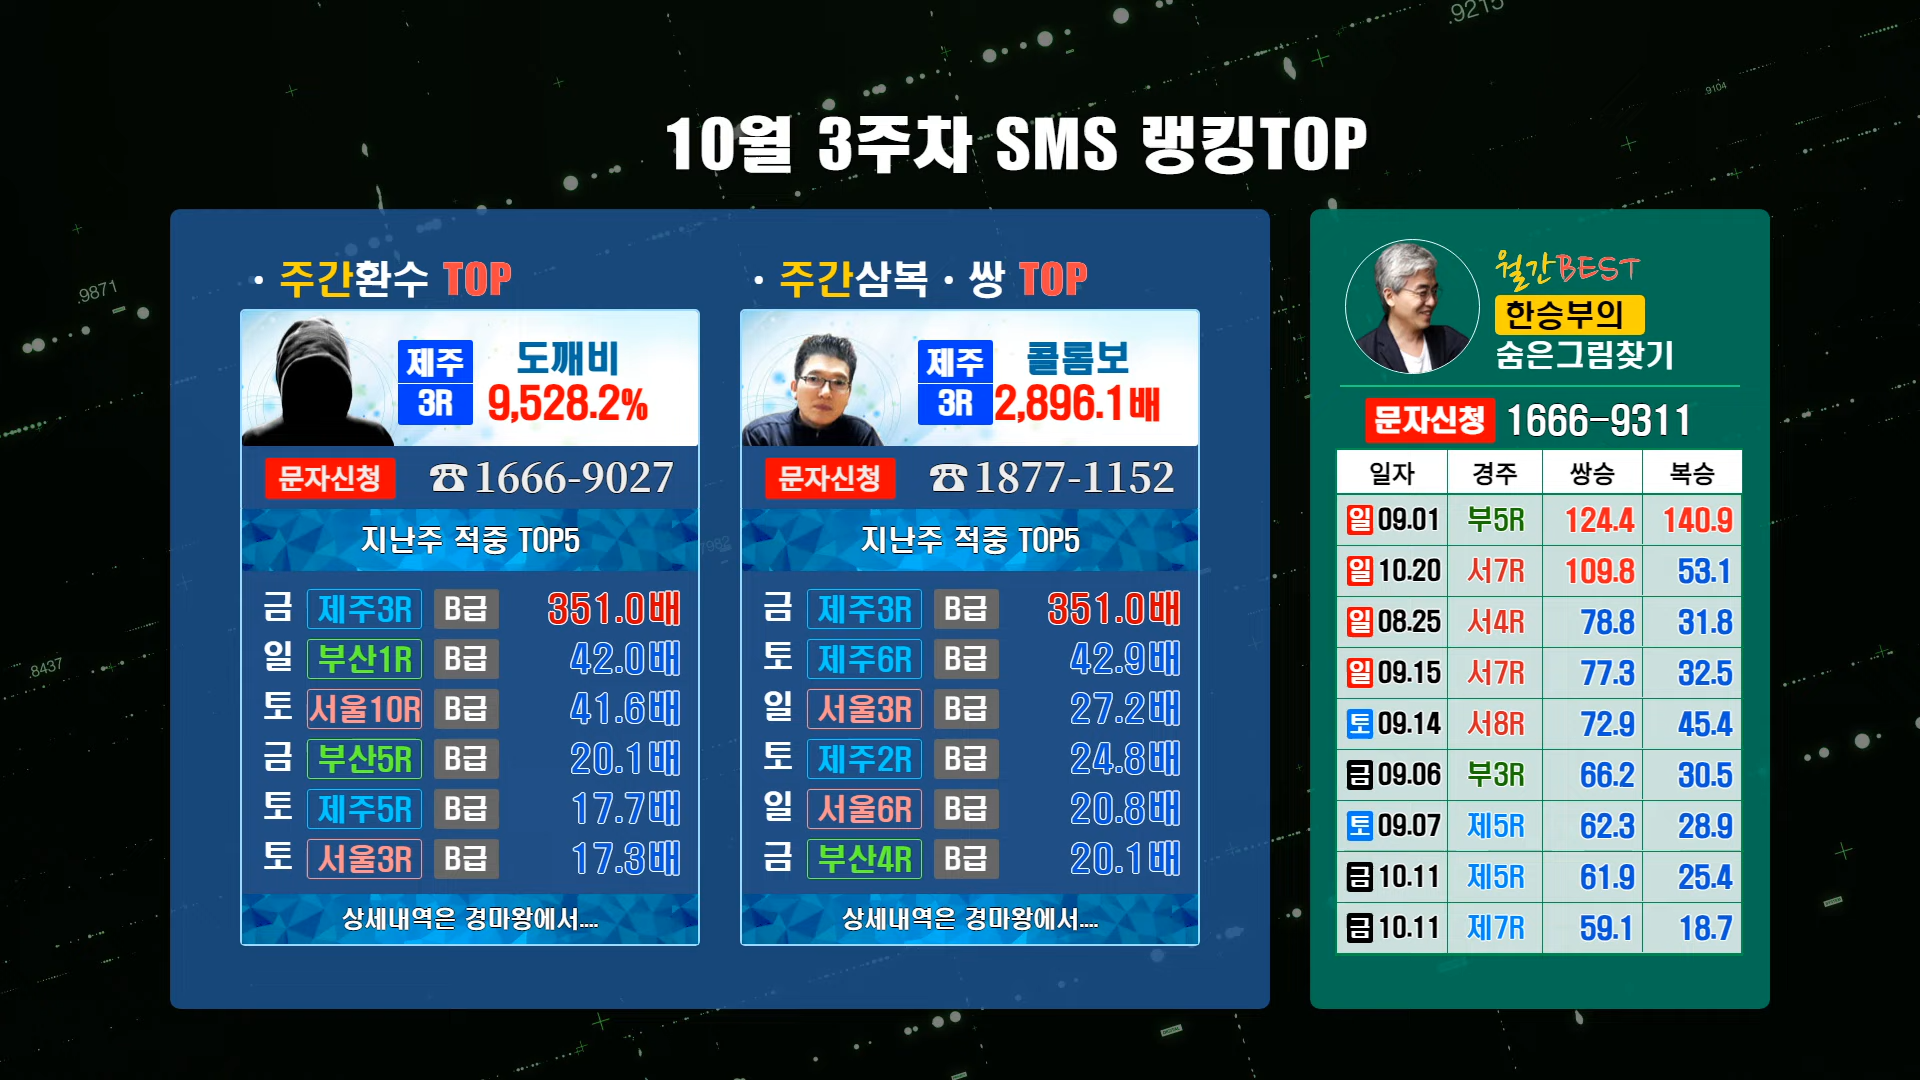 .9215
.9104
.9871
.8437
.7982
10월 3주차 SMS 랭킹TOP
· 주간환수 TOP
제주
3R
도깨비
9,528.2%
문자신청 ☎1666-9027
지난주 적중 TOP5
금 제주3R B급 351.0배
일 부산1R B급 42.0배
토 서울10R B급 41.6배
금 부산5R B급 20.1배
토 제주5R B급 17.7배
토 서울3R B급 17.3배
상세내역은 경마왕에서....
· 주간삼복 · 쌍 TOP
제주
3R
콜롬보
2,896.1배
문자신청 ☎1877-1152
지난주 적중 TOP5
금 제주3R B급 351.0배
토 제주6R B급 42.9배
일 서울3R B급 27.2배
토 제주2R B급 24.8배
일 서울6R B급 20.8배
금 부산4R B급 20.1배
상세내역은 경마왕에서....
월간BEST
한승부의
숨은그림찾기
문자신청 1666-9311
일자 경주 쌍승 복승
일 09.01 부5R 124.4 140.9
일 10.20 서7R 109.8 53.1
일 08.25 서4R 78.8 31.8
일 09.15 서7R 77.3 32.5
토 09.14 서8R 72.9 45.4
금 09.06 부3R 66.2 30.5
토 09.07 제5R 62.3 28.9
금 10.11 제5R 61.9 25.4
금 10.11 제7R 59.1 18.7